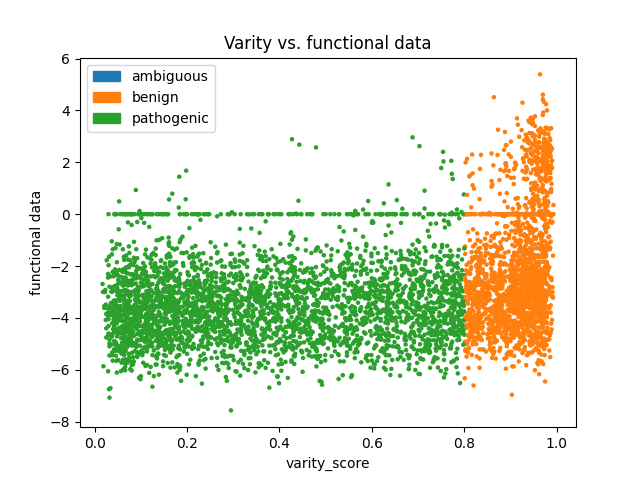 Varity vs. functional data
ambiguous
benign
pathogenic
functional data
6
4
2
0
−2
−4
−6
−8
0.0 0.2 0.4 0.6 0.8 1.0
varity_score